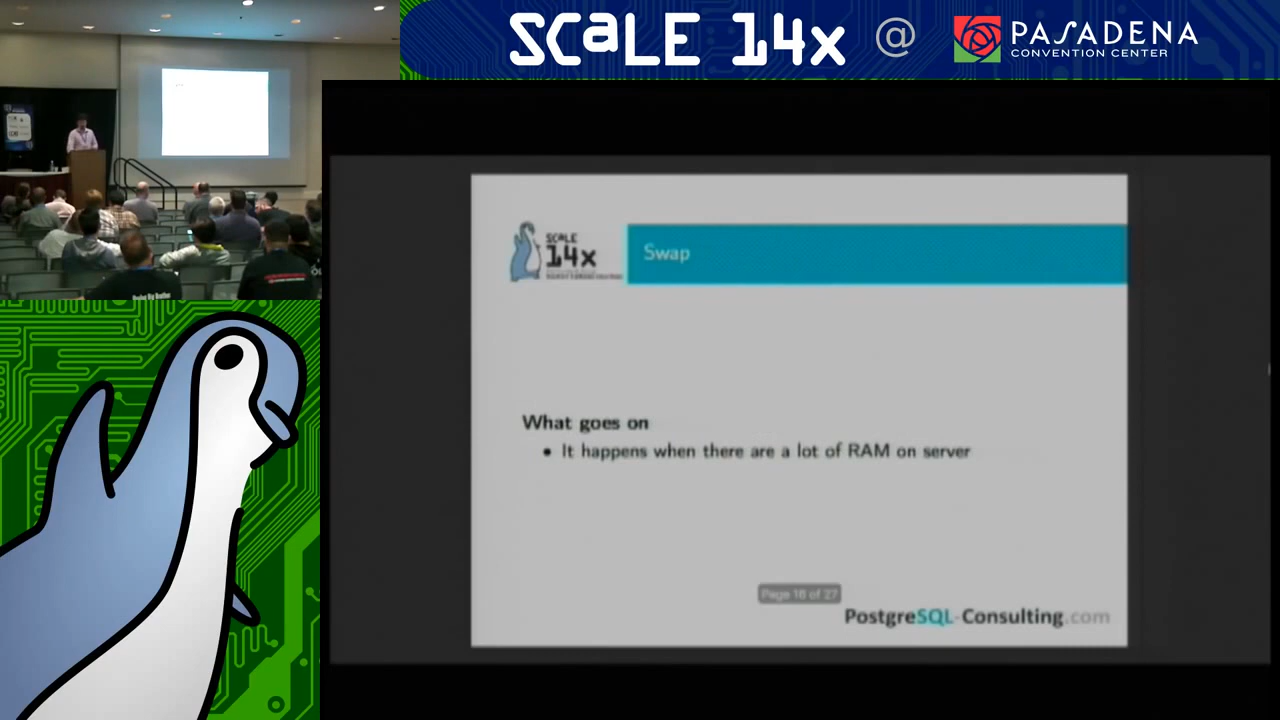 SCALE 14x @ PASADENA
CONVENTION CENTER
SCALE
14x
Swap
What goes on
• It happens when there are a lot of RAM on server
Page 18 of 27
PostgreSQL-Consulting.com